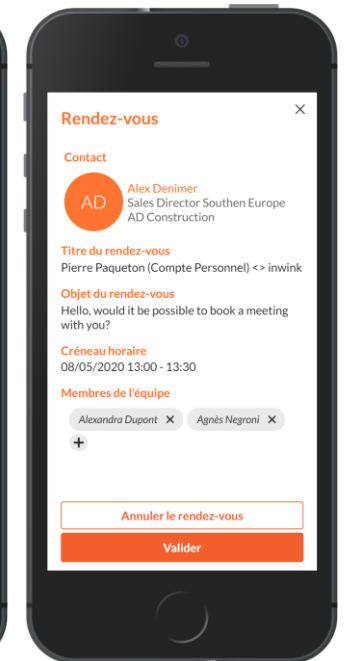 Rendez-vous
Contact
AD
Alex Denimer
Sales Director Southen Europe
AD Construction
Titre du rendez-vous
Pierre Paqueton (Compte Personnel) <> inwink
Objet du rendez-vous
Hello, would it be possible to book a meeting
with you?
Créneau horaire
08/05/2020 13:00 - 13:30
Membres de l'équipe
Alexandra Dupont ✕ Agnès Negroni ✕
+
Annuler le rendez-vous
Valider